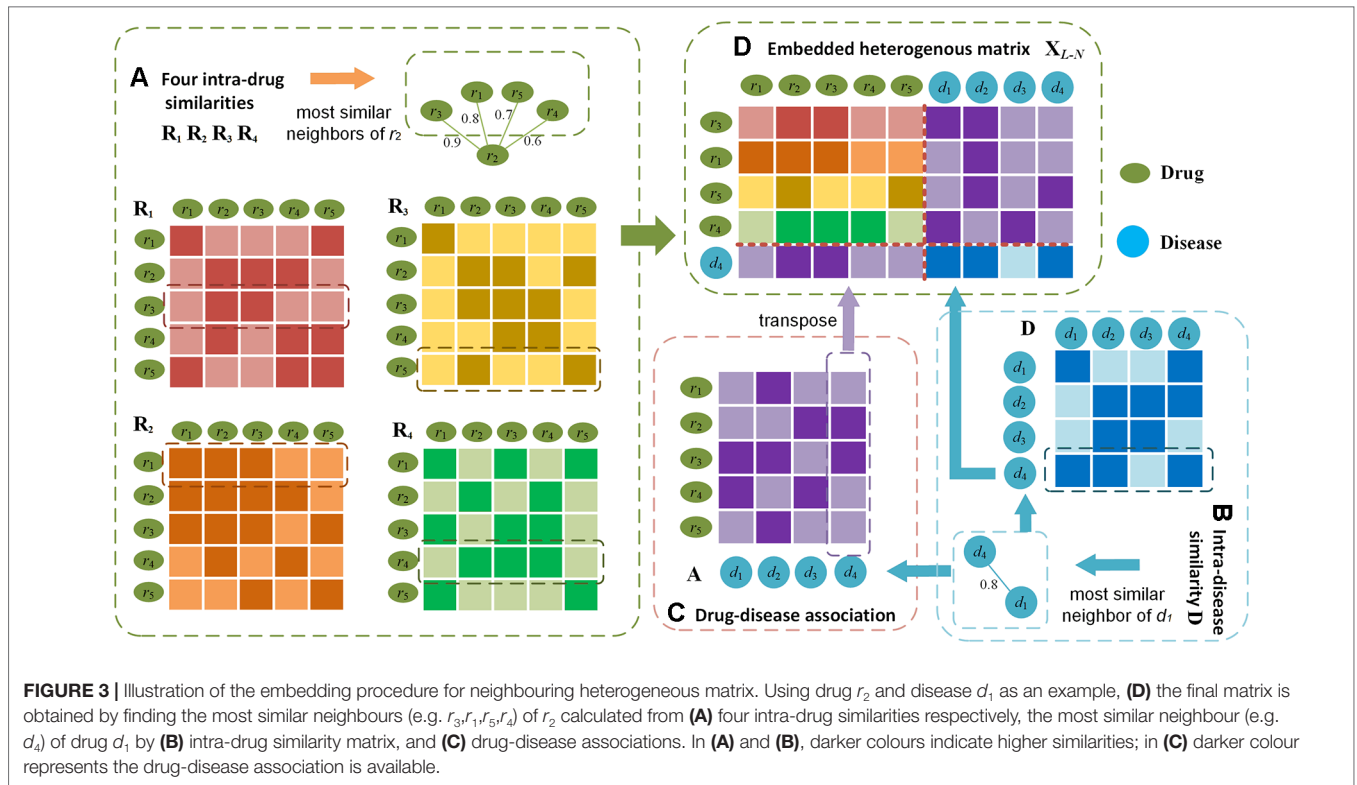 A Four intra-drug
similarities
R1 R2 R3 R4
most similar
neighbors of r2
r3
r1
r5
r4
0.9
0.8
0.7
0.6
r2
R1
r1 r2 r3 r4 r5
r1
r2
r3
r4
r5
R3
r1 r2 r3 r4 r5
r1
r2
r3
r4
r5
R2
r1 r2 r3 r4 r5
r1
r2
r3
r4
r5
R4
r1 r2 r3 r4 r5
r1
r2
r3
r4
r5
D Embedded heterogenous matrix XL-N
r1 r2 r3 r4 r5 d1 d2 d3 d4
r3
r1
r5
r4
d4
Drug
Disease
transpose
r1
r2
r3
r4
r5
A d1 d2 d3 d4
C Drug-disease association
D
d1 d2 d3 d4
d1
d2
d3
d4
d4
0.8
d1
most similar
neighbor of d1
B Intra-disease
similarity D
FIGURE 3 | Illustration of the embedding procedure for neighbouring heterogeneous matrix. Using drug r2 and disease d1 as an example, (D) the final matrix is
obtained by finding the most similar neighbours (e.g. r3,r1,r5,r4) of r2 calculated from (A) four intra-drug similarities respectively, the most similar neighbour (e.g.
d4) of drug d1 by (B) intra-drug similarity matrix, and (C) drug-disease associations. In (A) and (B), darker colours indicate higher similarities; in (C) darker colour
represents the drug-disease association is available.